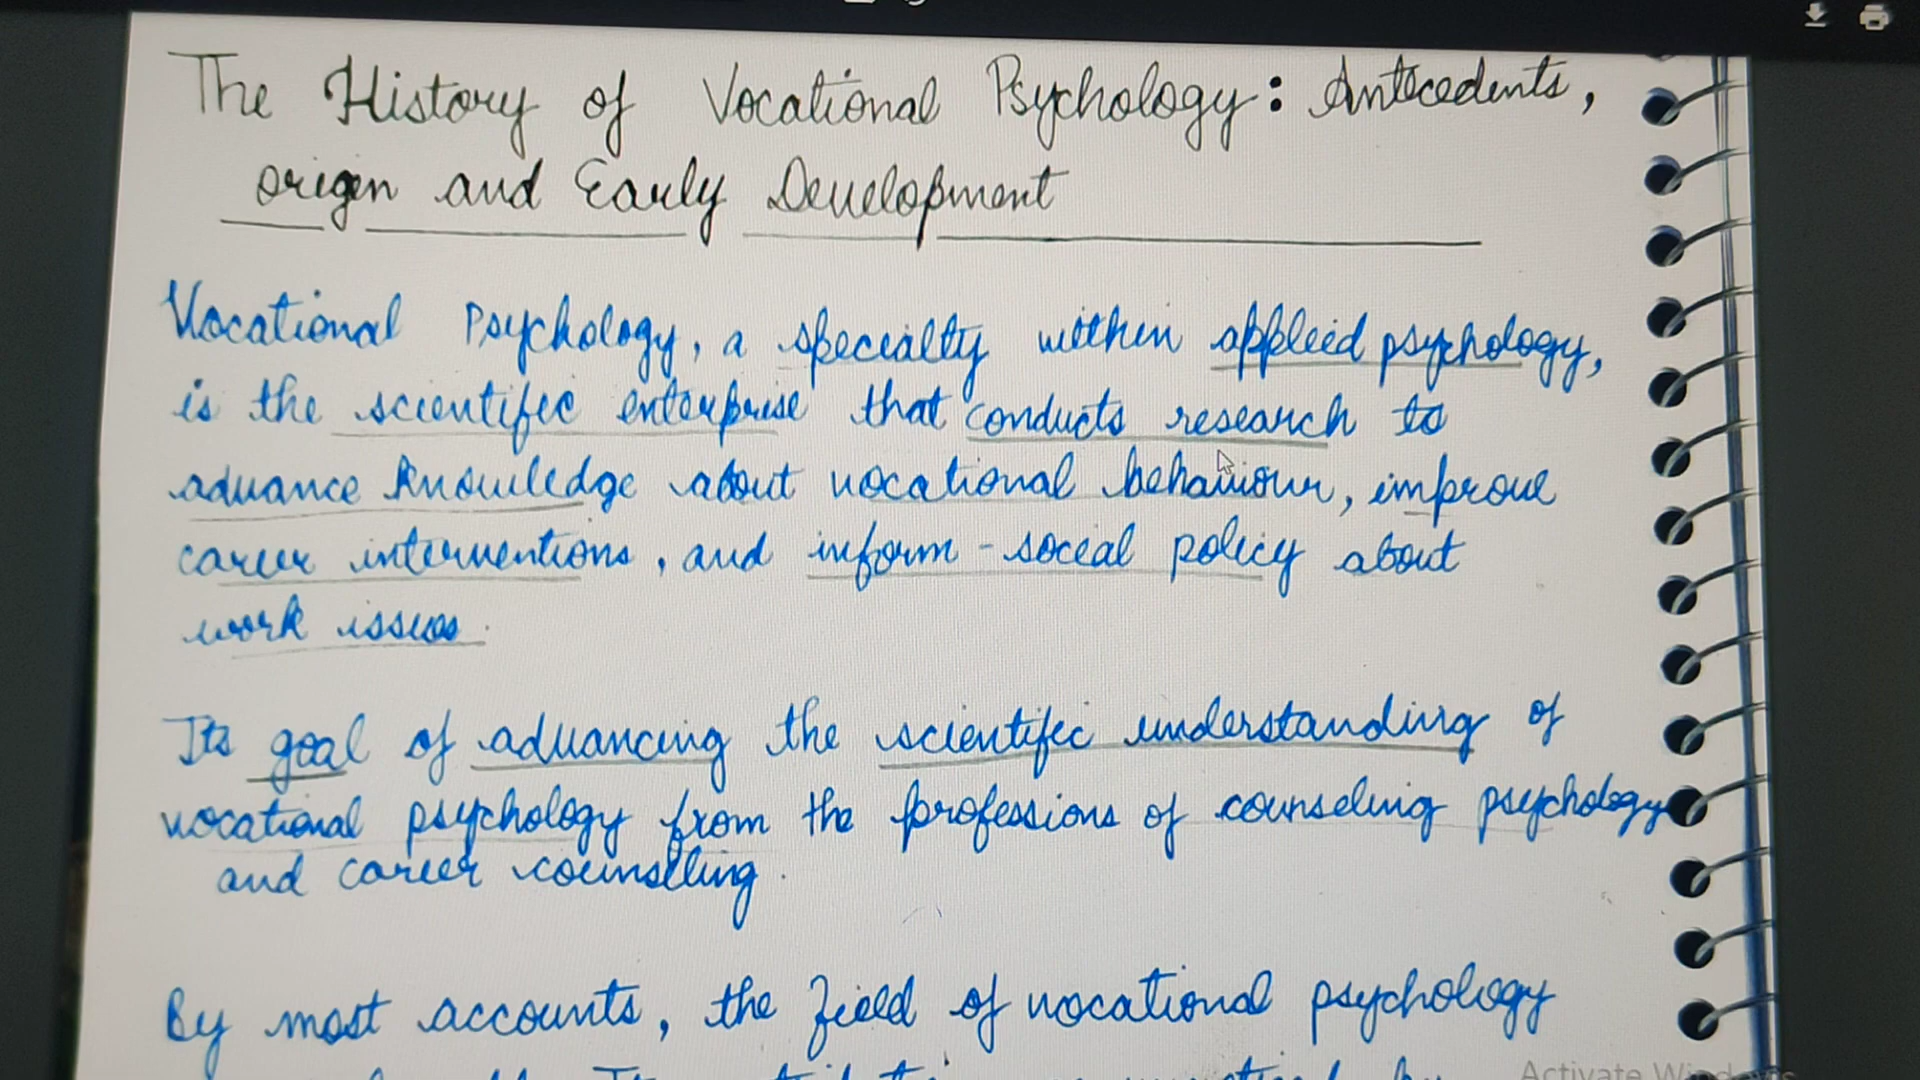 The History of Vocational Psychology: Antecedents,
origin and Early Development
Vocational Psychology, a specialty within applied psychology,
is the scientific enterprise that conducts research to
advance knowledge about vocational behaviour, improve
career interventions, and inform - social policy about
work issues.
Its goal of advancing the scientific understanding of
vocational psychology from the professions of counseling psychology
and career counselling.
By most accounts, the field of vocational psychology
Activate Windows